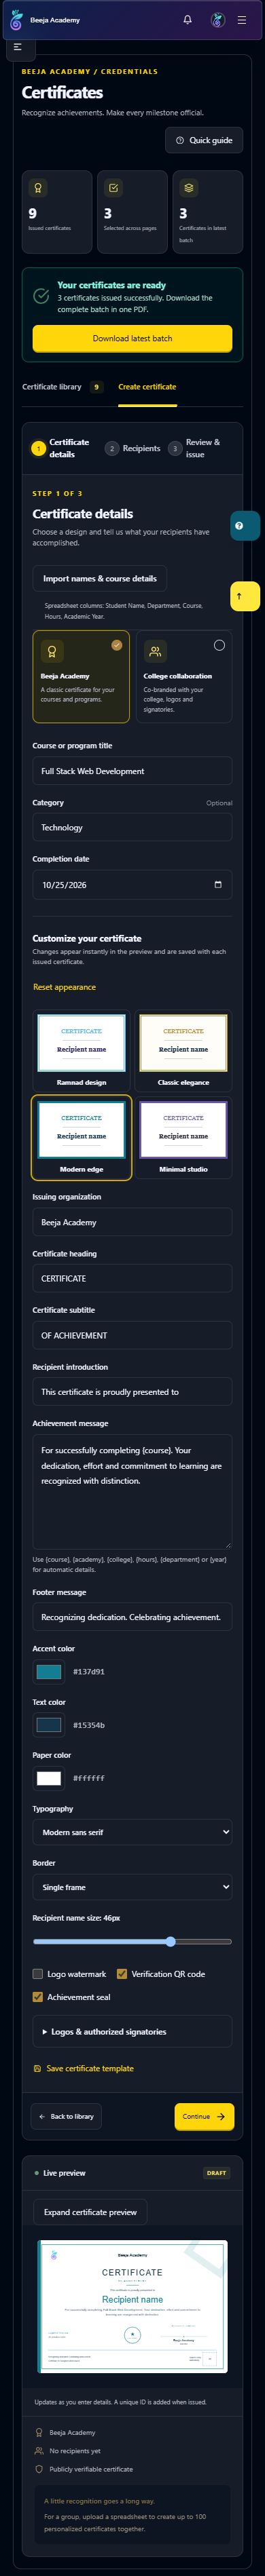 Beeja Academy
BEEJA ACADEMY / CREDENTIALS
Certificates
Recognize achievements. Make every milestone official.
Quick guide
9
Issued certificates
3
Selected across pages
3
Certificates in latest
batch
Your certificates are ready
3 certificates issued successfully. Download the
complete batch in one PDF.
Download latest batch
Certificate library 9 Create certificate
1 Certificate
details
2 Recipients
3 Review &
issue
STEP 1 OF 3
Certificate details
Choose a design and tell us what your recipients have
accomplished.
Import names & course details
Spreadsheet columns: Student Name, Department, Course,
Hours, Academic Year.
Beeja Academy
A classic certificate for your
courses and programs.
College collaboration
Co-branded with your
college, logos and
signatories.
Course or program title
Full Stack Web Development
Category Optional
Technology
Completion date
10/25/2026
Customize your certificate
Changes appear instantly in the preview and are saved with each
issued certificate.
Reset appearance
CERTIFICATE
Recipient name
Ramnad design
CERTIFICATE
Recipient name
Classic elegance
CERTIFICATE
Recipient name
Modern edge
CERTIFICATE
Recipient name
Minimal studio
Issuing organization
Beeja Academy
Certificate heading
CERTIFICATE
Certificate subtitle
OF ACHIEVEMENT
Recipient introduction
This certificate is proudly presented to
Achievement message
For successfully completing {course}. Your
dedication, effort and commitment to learning are
recognized with distinction.
Use {course}, {academy}, {college}, {hours}, {department} or {year}
for automatic details.
Footer message
Recognizing dedication. Celebrating achievement.
Accent color
#137d91
Text color
#15354b
Paper color
#ffffff
Typography
Modern sans serif
Border
Single frame
Recipient name size: 46px
Logo watermark Verification QR code
Achievement seal
Logos & authorized signatories
Save certificate template
Back to library Continue
Live preview DRAFT
Expand certificate preview
Beeja Academy
CERTIFICATE
Recipient name
Updates as you enter details. A unique ID is added when issued.
Beeja Academy
No recipients yet
Publicly verifiable certificate
A little recognition goes a long way.
For a group, upload a spreadsheet to create up to 100
personalized certificates together.